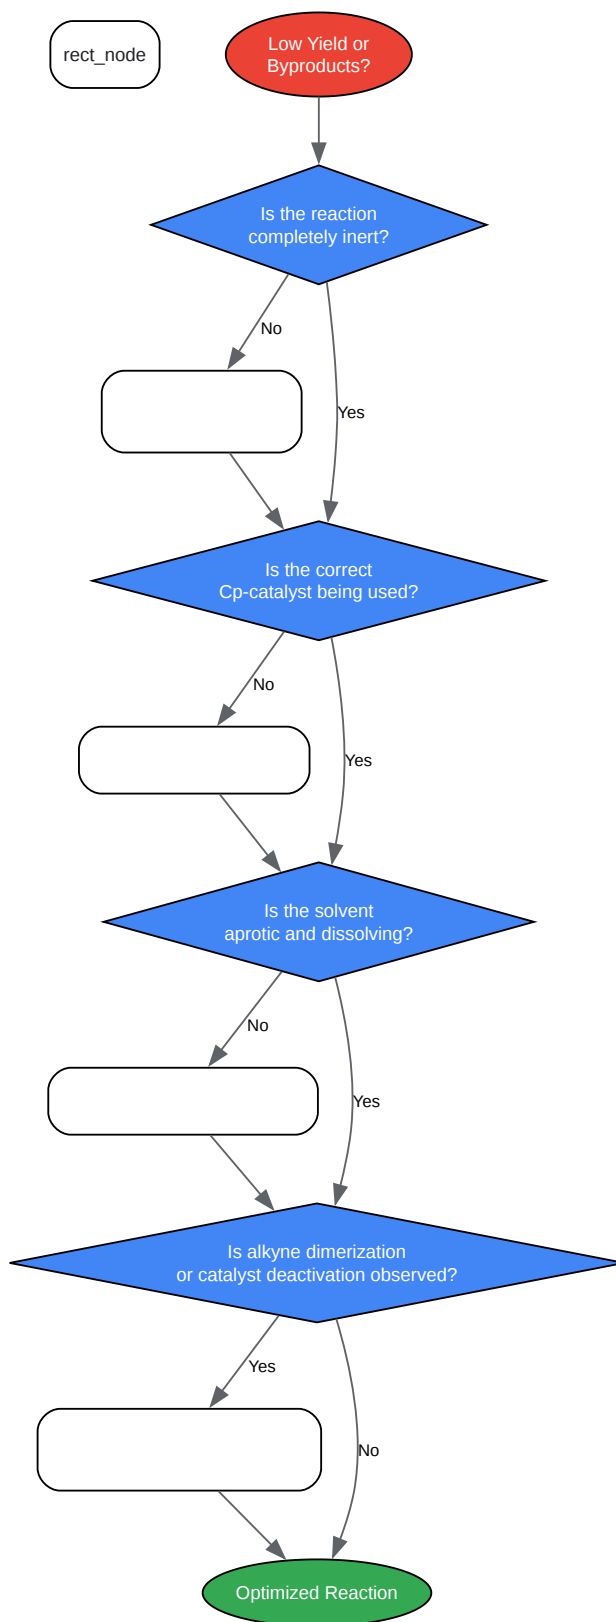 rect_node
Low Yield or
Byproducts?
Is the reaction
completely inert?
No
Yes
Is the correct
Cp-catalyst being used?
No
Yes
Is the solvent
aprotic and dissolving?
No
Yes
Is alkyne dimerization
or catalyst deactivation observed?
Yes
No
Optimized Reaction